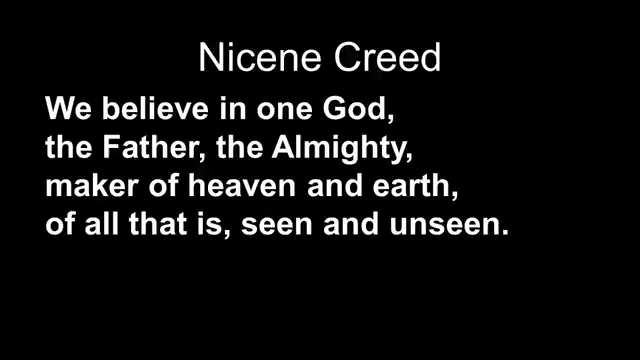 Nicene Creed
We believe in one God,
the Father, the Almighty,
maker of heaven and earth,
of all that is, seen and unseen.